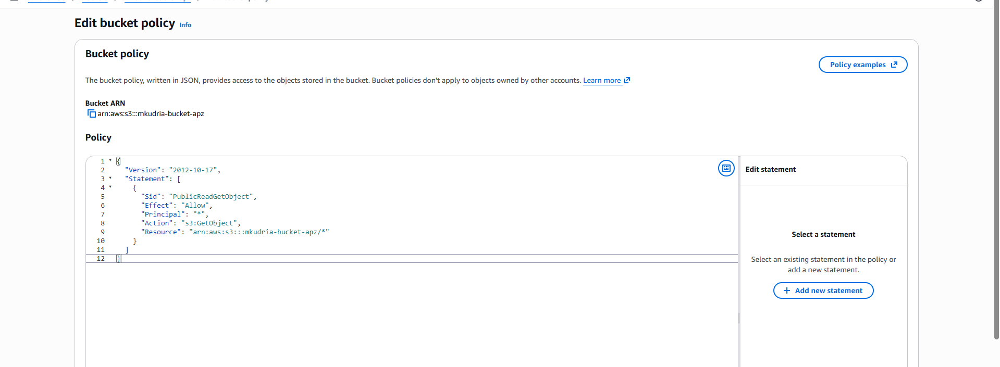 Edit bucket policy Info
Bucket policy
Policy examples
The bucket policy, written in JSON, provides access to the objects stored in the bucket. Bucket policies don't apply to objects owned by other accounts. Learn more
Bucket ARN
arn:aws:s3:::mkudria-bucket-apz
Policy
1 {
2 "Version": "2012-10-17",
3 "Statement": [
4 {
5 "Sid": "PublicReadGetObject",
6 "Effect": "Allow",
7 "Principal": "*",
8 "Action": "s3:GetObject",
9 "Resource": "arn:aws:s3:::mkudria-bucket-apz/*"
10 }
11 ]
12 }
Edit statement
Select a statement
Select an existing statement in the policy or
add a new statement.
+ Add new statement